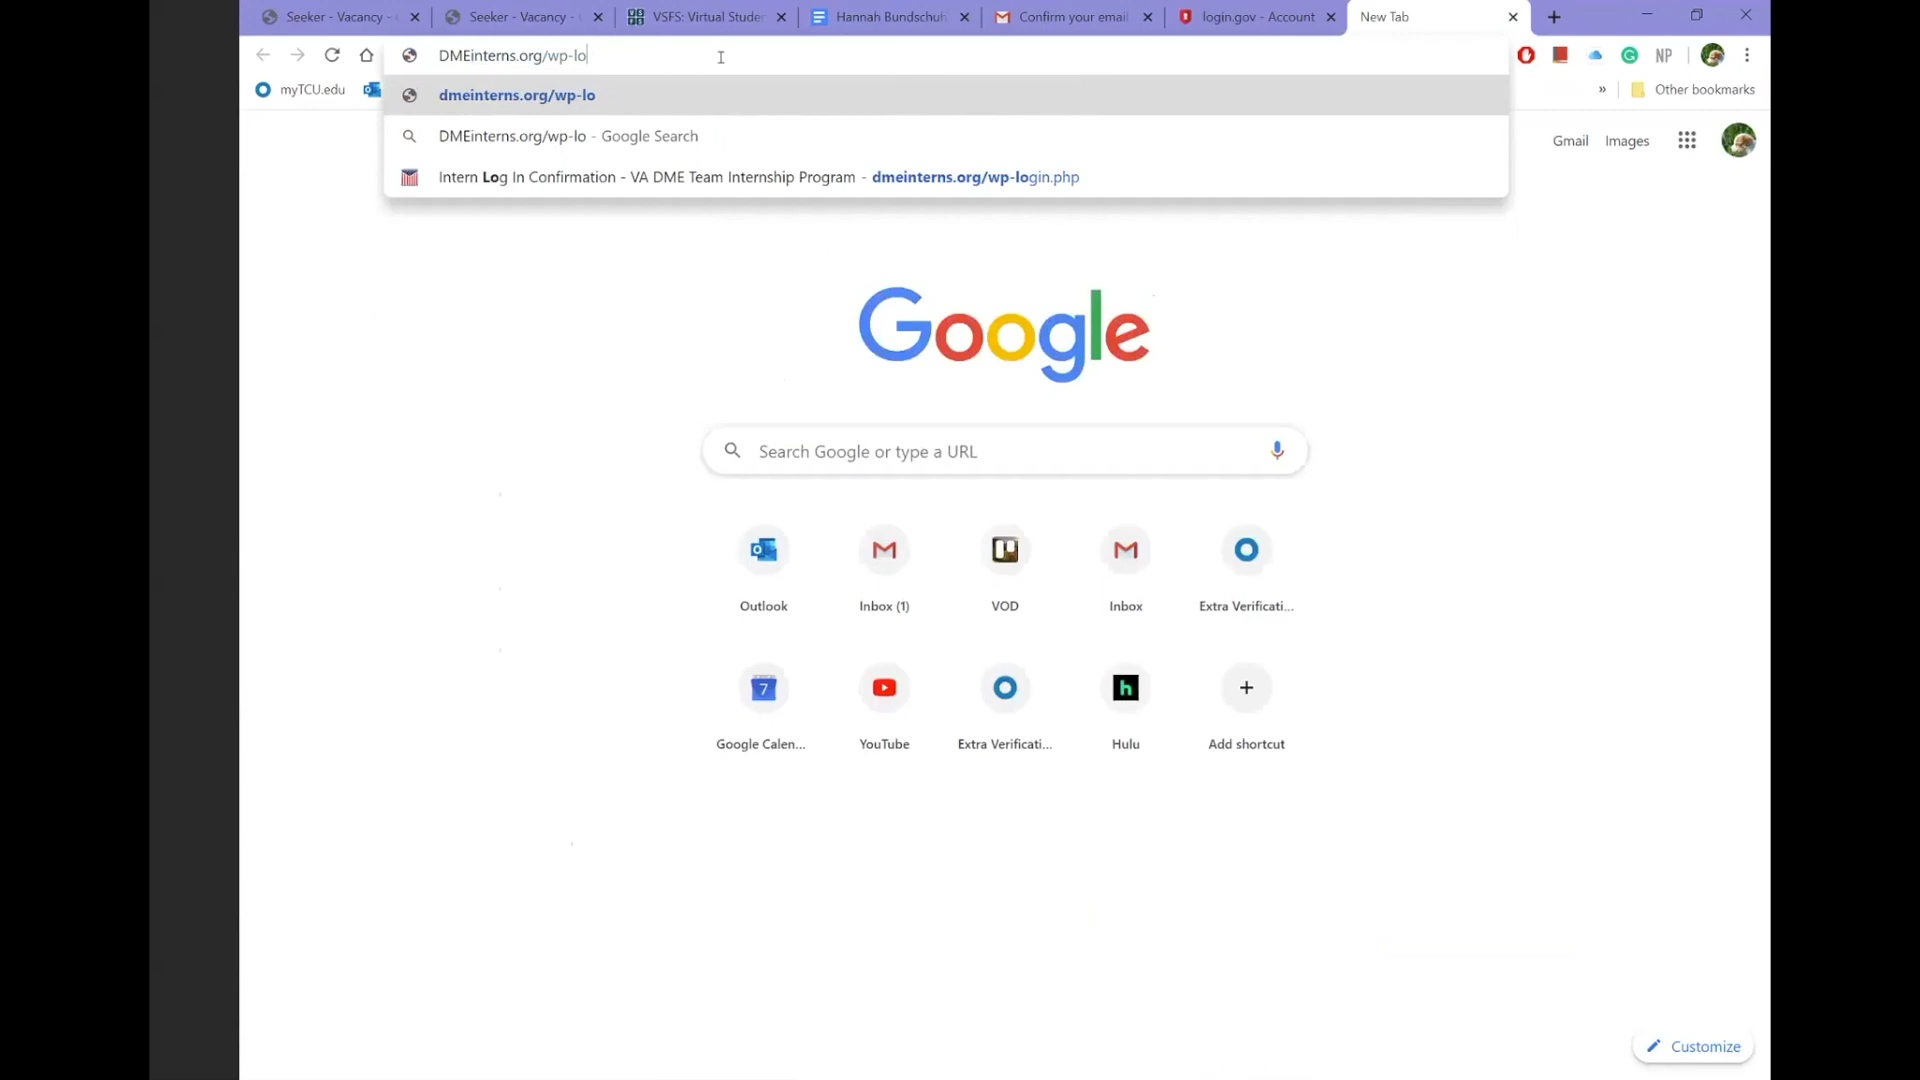 Seeker - Vacancy -
Seeker - Vacancy -
VSFS: Virtual Stude
Hannah Bundschuh
Confirm your email
login.gov - Account
New Tab
DMEinterns.org/wp-lo
NP
myTCU.edu
dmeinterns.org/wp-lo
»
Other bookmarks
DMEinterns.org/wp-lo - Google Search
Gmail
Images
Intern Log In Confirmation - VA DME Team Internship Program - dmeinterns.org/wp-login.php
Google
Search Google or type a URL
Outlook
Inbox (1)
VOD
Inbox
Extra Verificati...
7
h
Google Calen...
YouTube
Extra Verificati...
Hulu
Add shortcut
Customize